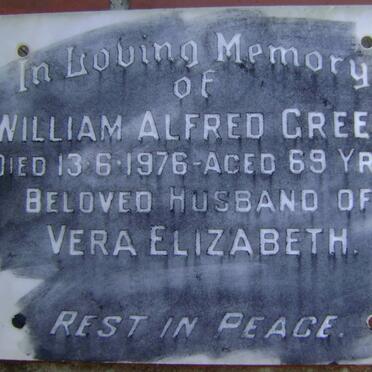 In Loving Memory
of
WILLIAM ALFRED GREE
DIED 13·6·1976-AGED 69 YR
BELOVED HUSBAND OF
VERA ELIZABETH.
REST IN PEACE.